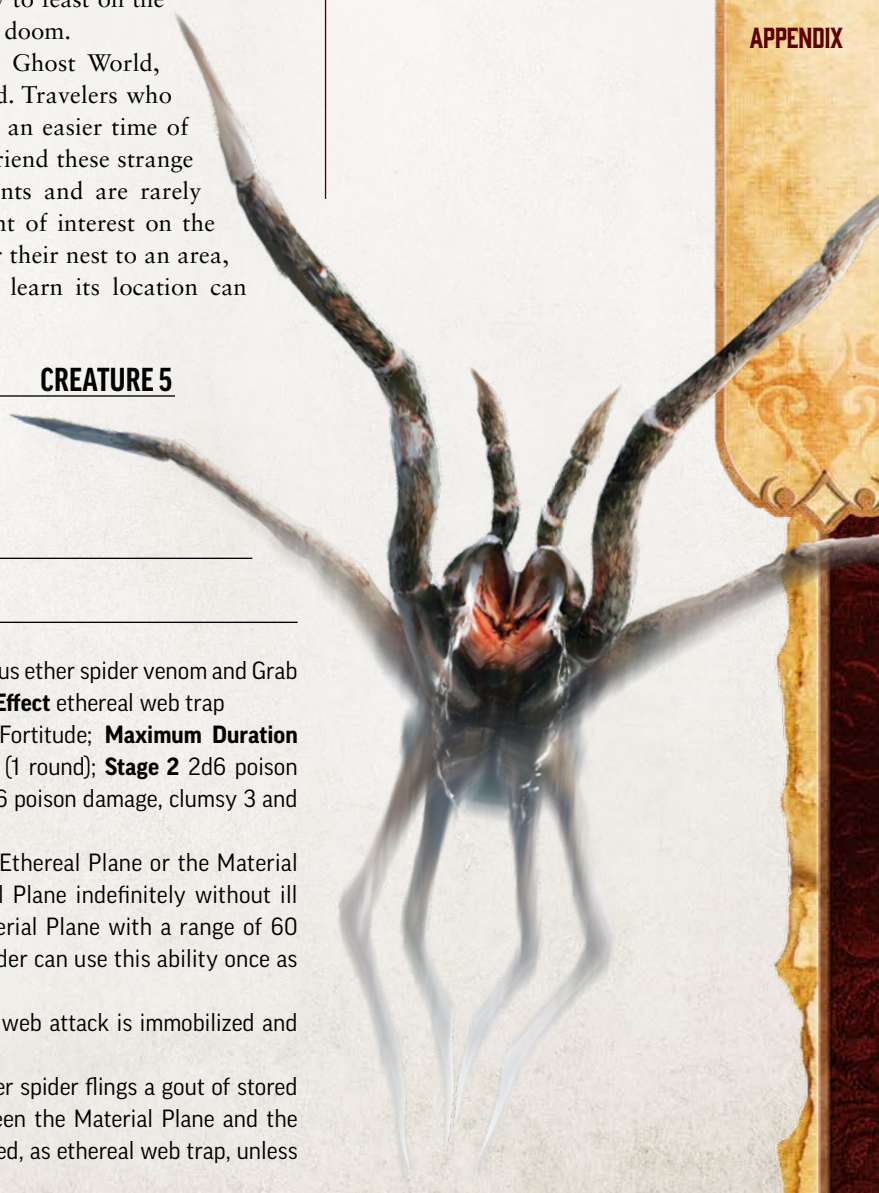 APPENDIX
y to feast on the
doom.
Ghost World,
d. Travelers who
an easier time of
riend these strange
nts and are rarely
nt of interest on the
r their nest to an area,
learn its location can
CREATURE 5
us ether spider venom and Grab
Effect ethereal web trap
Fortitude; Maximum Duration
(1 round); Stage 2 2d6 poison
6 poison damage, clumsy 3 and
Ethereal Plane or the Material
l Plane indefinitely without ill
erial Plane with a range of 60
der can use this ability once as
web attack is immobilized and
er spider flings a gout of stored
een the Material Plane and the
ed, as ethereal web trap, unless